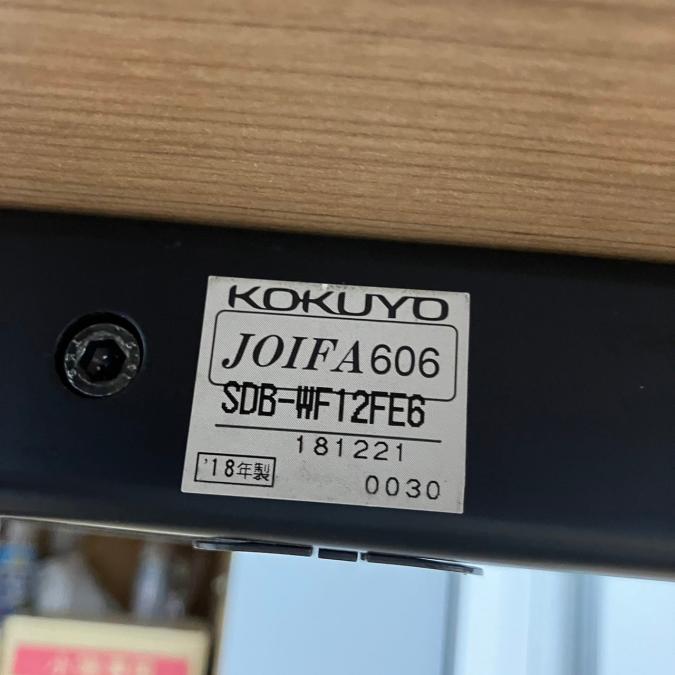 KOKUYO
JOIFA606
SDB-WF12FE6
181221
'18年製
0030